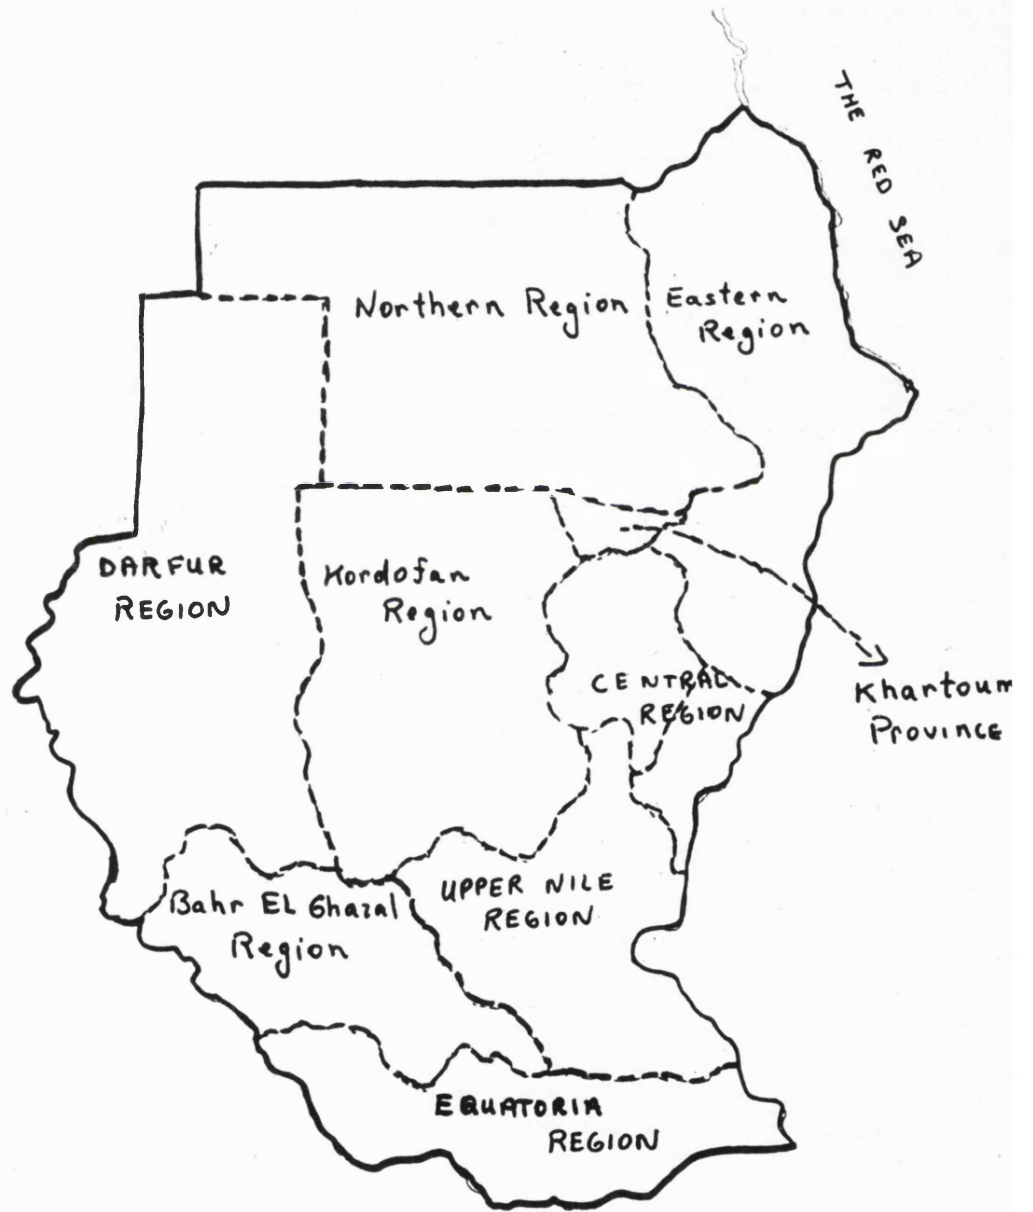 THE RED SEA
Northern Region
Eastern
Region
DARFUR
REGION
Kordofan
Region
CENTRAL
REGION
Khartoum
Province
Bahr EL Ghazal
Region
UPPER NILE
REGION
EQUATORIA
REGION